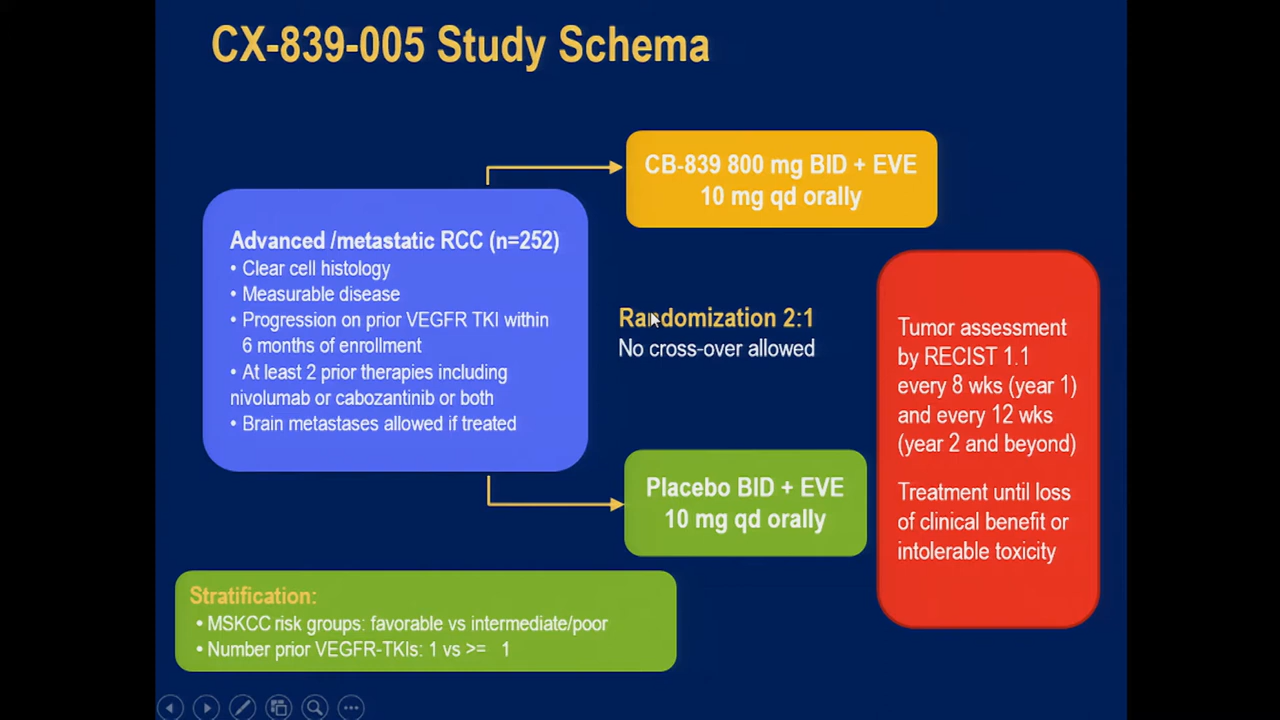 CX-839-005 Study Schema
CB-839 800 mg BID + EVE
10 mg qd orally
Advanced /metastatic RCC (n=252)
• Clear cell histology
• Measurable disease
• Progression on prior VEGFR TKI within
6 months of enrollment
• At least 2 prior therapies including
nivolumab or cabozantinib or both
• Brain metastases allowed if treated
Randomization 2:1
No cross-over allowed
Placebo BID + EVE
10 mg qd orally
Tumor assessment
by RECIST 1.1
every 8 wks (year 1)
and every 12 wks
(year 2 and beyond)
Treatment until loss
of clinical benefit or
intolerable toxicity
Stratification:
• MSKCC risk groups: favorable vs intermediate/poor
• Number prior VEGFR-TKIs: 1 vs >= 1